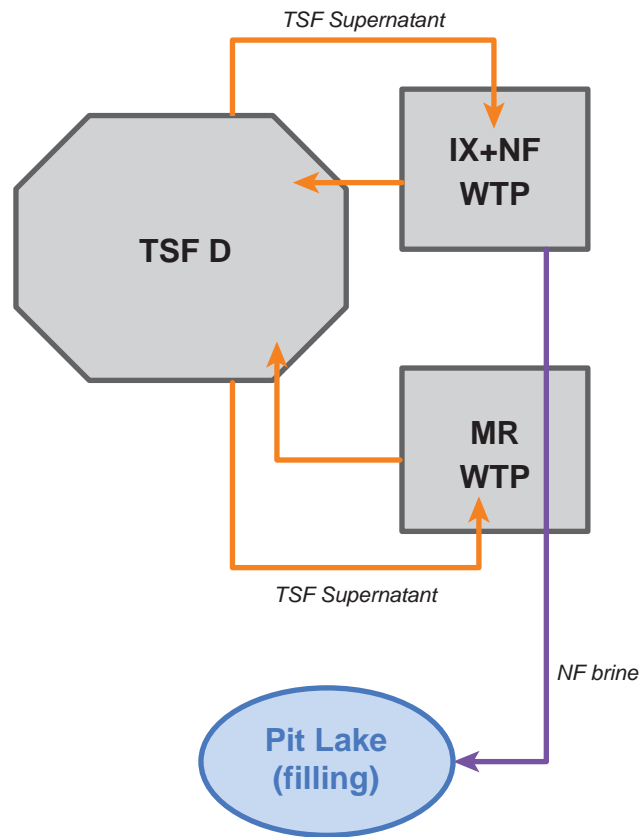 TSF Supernatant
IX+NF
WTP
TSF D
MR
WTP
TSF Supernatant
NF brine
Pit Lake
(filling)